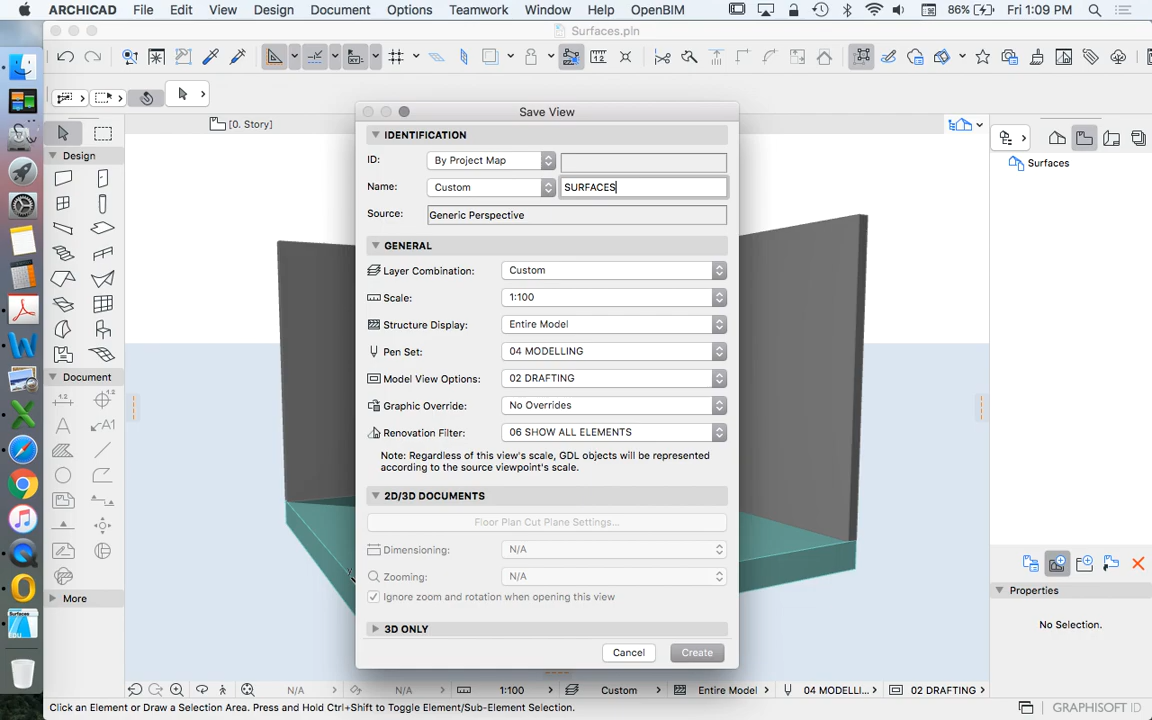 ARCHICAD File Edit View Design Document Options Teamwork Window Help OpenBIM 86% Fri 1:09 PM
Surfaces.pln
[0. Story]
Save View
IDENTIFICATION
ID: By Project Map
Name: Custom SURFACES
Source: Generic Perspective
GENERAL
Layer Combination: Custom
Scale: 1:100
Structure Display: Entire Model
Pen Set: 04 MODELLING
Model View Options: 02 DRAFTING
Graphic Override: No Overrides
Renovation Filter: 06 SHOW ALL ELEMENTS
Note: Regardless of this view's scale, GDL objects will be represented
according to the source viewpoint's scale.
2D/3D DOCUMENTS
Floor Plan Cut Plane Settings...
Dimensioning: N/A
Zooming: N/A
Ignore zoom and rotation when opening this view
3D ONLY
Cancel Create
Design
Document
More
Surfaces
Properties
No Selection.
N/A N/A 1:100 Custom Entire Model 04 MODELLI... 02 DRAFTING
Click an Element or Draw a Selection Area. Press and Hold Ctrl+Shift to Toggle Element/Sub-Element Selection.
GRAPHISOFT ID